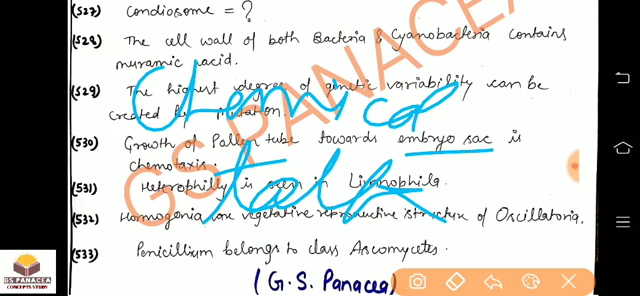 (527) Condiosome = ?
(528) The cell wall of both Bacteria & Cyanobacteria contains
muramic acid.
(529) The highest degree of genetic variability can be
created by mutation.
(530) Growth of Pollen tube towards embryo sac is
chemotaxis.
(531) Heterophilly is seen in Limnophila.
(532) Hormogonia are vegetative reproductive structure of Oscillatoria.
(533) Penicillium belongs to class Ascomycetes.
(G.S. Panacea)
Chemical
talk
GS PANACEA
GS PANACEA
CONCEPTS STUDY